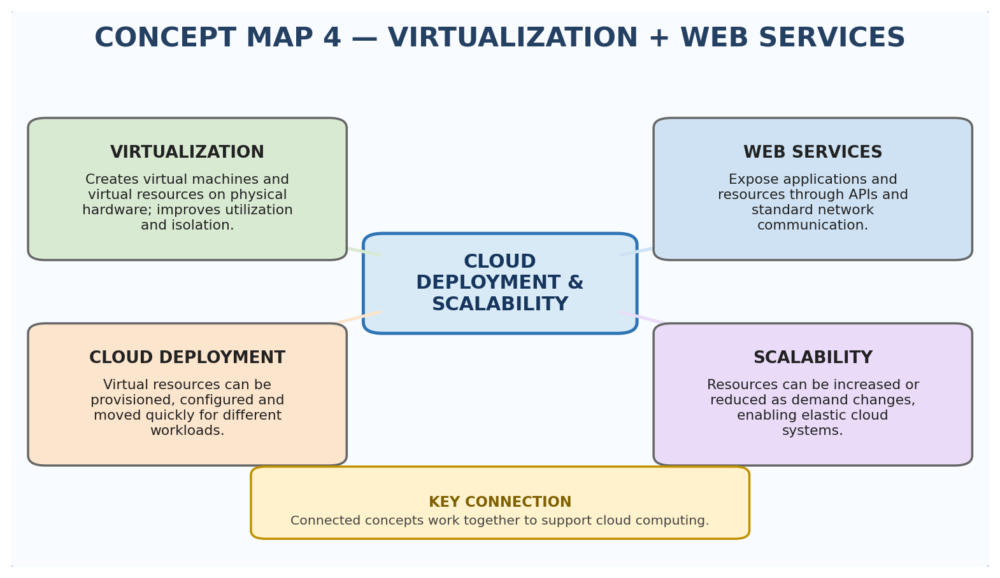 CONCEPT MAP 4 — VIRTUALIZATION + WEB SERVICES
VIRTUALIZATION
Creates virtual machines and
virtual resources on physical
hardware; improves utilization
and isolation.
WEB SERVICES
Expose applications and
resources through APIs and
standard network
communication.
CLOUD
DEPLOYMENT &
SCALABILITY
CLOUD DEPLOYMENT
Virtual resources can be
provisioned, configured and
moved quickly for different
workloads.
SCALABILITY
Resources can be increased or
reduced as demand changes,
enabling elastic cloud
systems.
KEY CONNECTION
Connected concepts work together to support cloud computing.